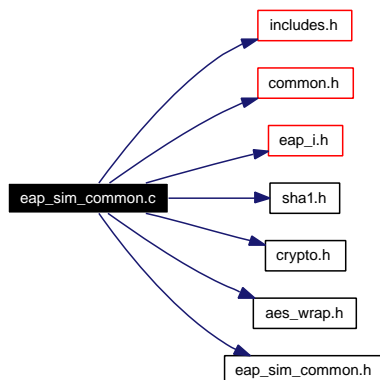 includes.h
common.h
eap_i.h
eap_sim_common.c
sha1.h
crypto.h
aes_wrap.h
eap_sim_common.h